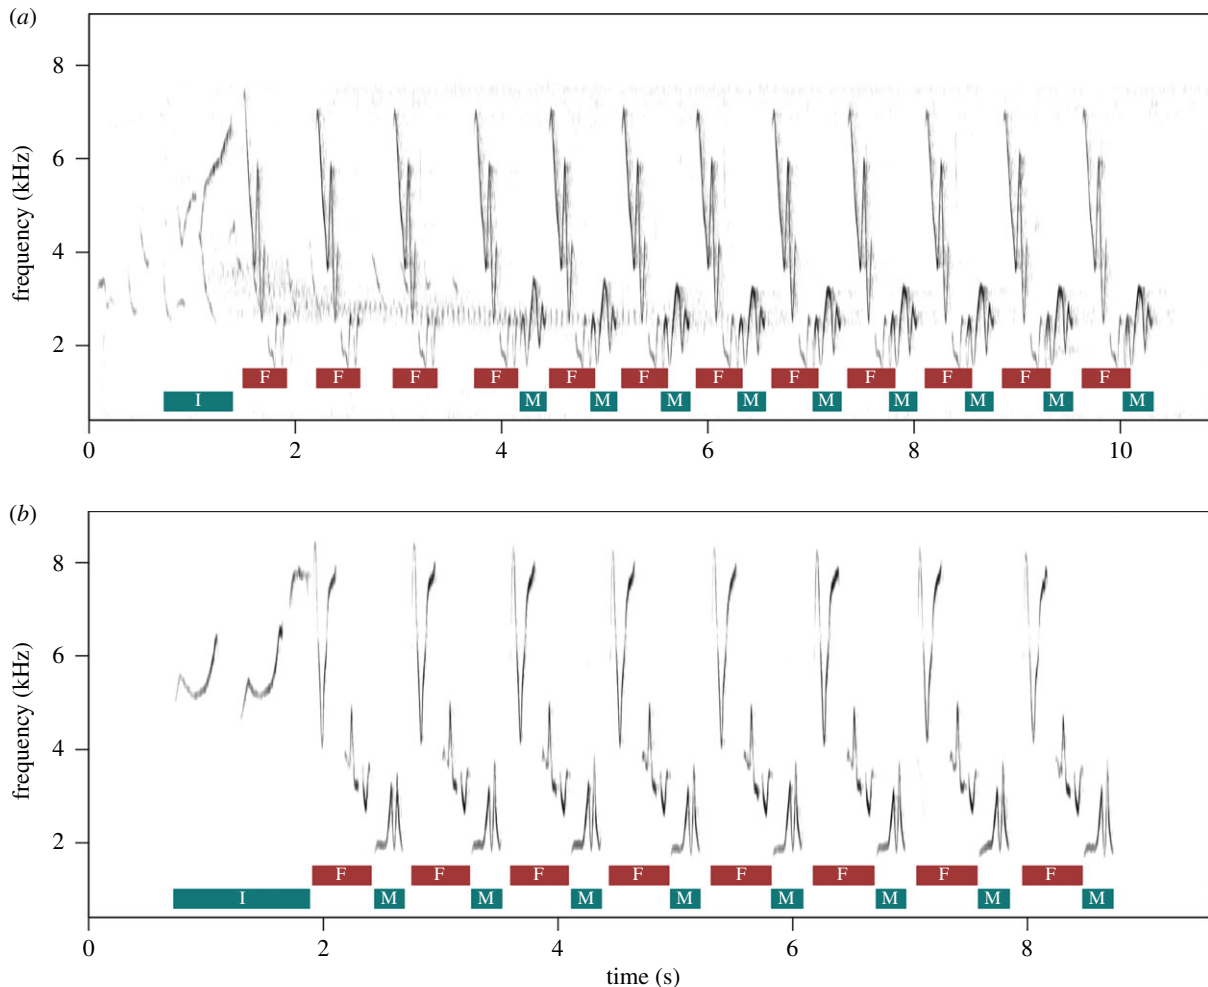 (a)
8
6
4
2
frequency (kHz)
F F F F F F F F F F F F
I M M M M M M M M M
0 2 4 6 8 10
(b)
8
6
4
2
frequency (kHz)
F F F F F F F F
I M M M M M M M M
0 2 4 6 8
time (s)